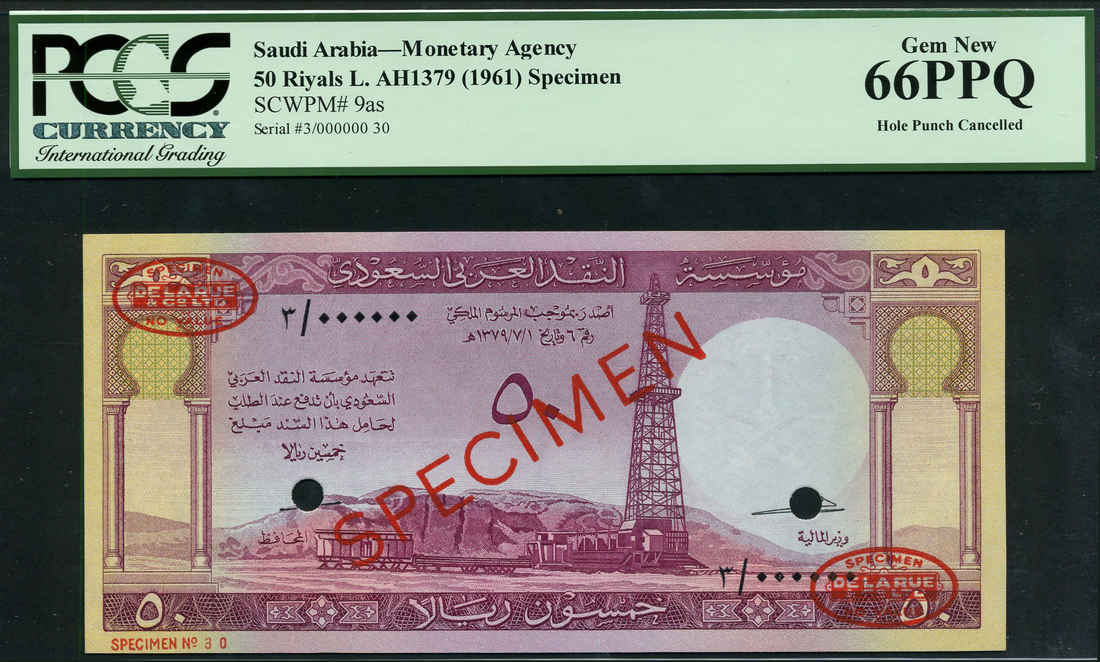 PCGS
CURRENCY
International Grading
Saudi Arabia—Monetary Agency
50 Riyals L. AH1379 (1961) Specimen
SCWPM# 9as
Serial #3/000000 30
Gem New
66PPQ
Hole Punch Cancelled
مؤسسة النقد العربي السعودي
SPECIMEN
DE LA RUE
& CO LTD
٣/٠٠٠٠٠٠
أصدر بموجب المرسوم الملكي
رقم ٦ وتاريخ ١٣٧٩/٧/١هـ
تتعهد مؤسسة النقد العربي
السعودي بأن تدفع عند الطلب
لحامل هذا السند مبلغ
خمسين ريالا
٥٠
SPECIMEN
المحافظ
وزير المالية
٣/٠٠٠٠٠٠
SPECIMEN
DE LA RUE
٥٠
خمسون ريالا
٥٠
SPECIMEN Nº 30